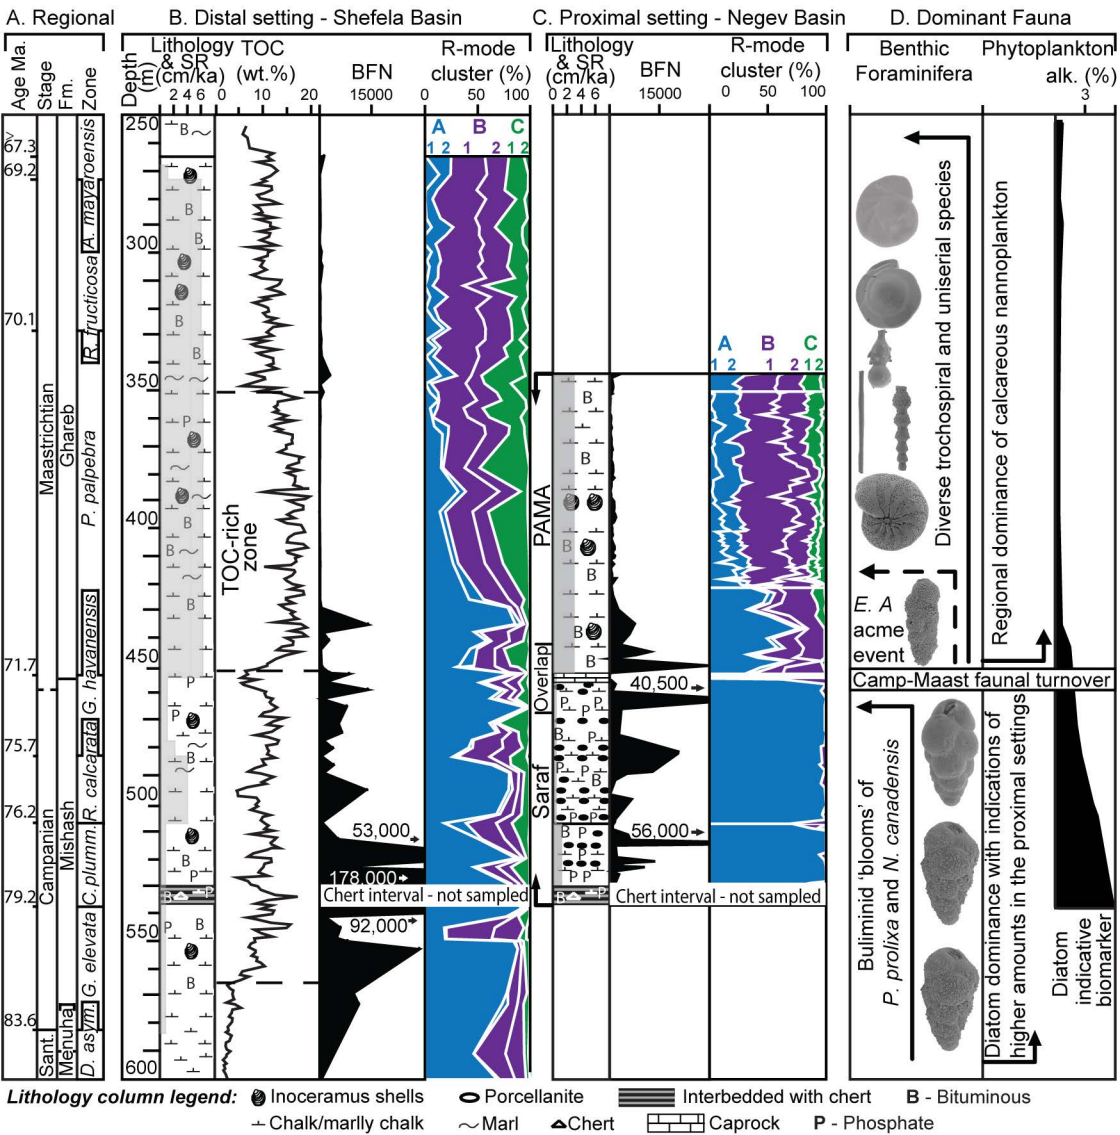 A. Regional
B. Distal setting - Shefela Basin
C. Proximal setting - Negev Basin
D. Dominant Fauna
Age Ma.
Stage
Fm.
Zone
Depth (m)
Lithology & SR (cm/ka)
2 4 6
TOC (wt.%)
0 10 20
BFN
15000
R-mode cluster (%)
0 50 100
Lithology & SR (cm/ka)
0 2 4 6
BFN
15000
R-mode cluster (%)
0 50 100
Benthic Foraminifera
Phytoplankton
alk. (%)
3
A B C
1 2 1 2 1 2
A B C
1 2 1 2 1 2
67.3
69.2
70.1
71.7
75.7
76.2
79.2
83.6
Maastrichtian
Campanian
Sant.
Ghareb
Mishash
Menuha
A. mayaroensis
R. fructicosa
P. palpebra
G. havanensis
R. calcarata
C. plumm.
G. elevata
D. asym.
250
300
350
400
450
500
550
600
TOC-rich zone
53,000
178,000
Chert interval - not sampled
92,000
PAMA
Overlap
Saraf
40,500
56,000
Chert interval - not sampled
Diverse trochospiral and uniserial species
Regional dominance of calcareous nannoplankton
E. A
acme
event
Camp-Maast faunal turnover
Buliminid 'blooms' of
P. prolixa and N. canadensis
Diatom dominance with indications of
higher amounts in the proximal settings
Diatom
indicative
biomarker
Lithology column legend:
Inoceramus shells
Porcellanite
Interbedded with chert
B - Bituminous
Chalk/marlly chalk
Marl
Chert
Caprock
P - Phosphate